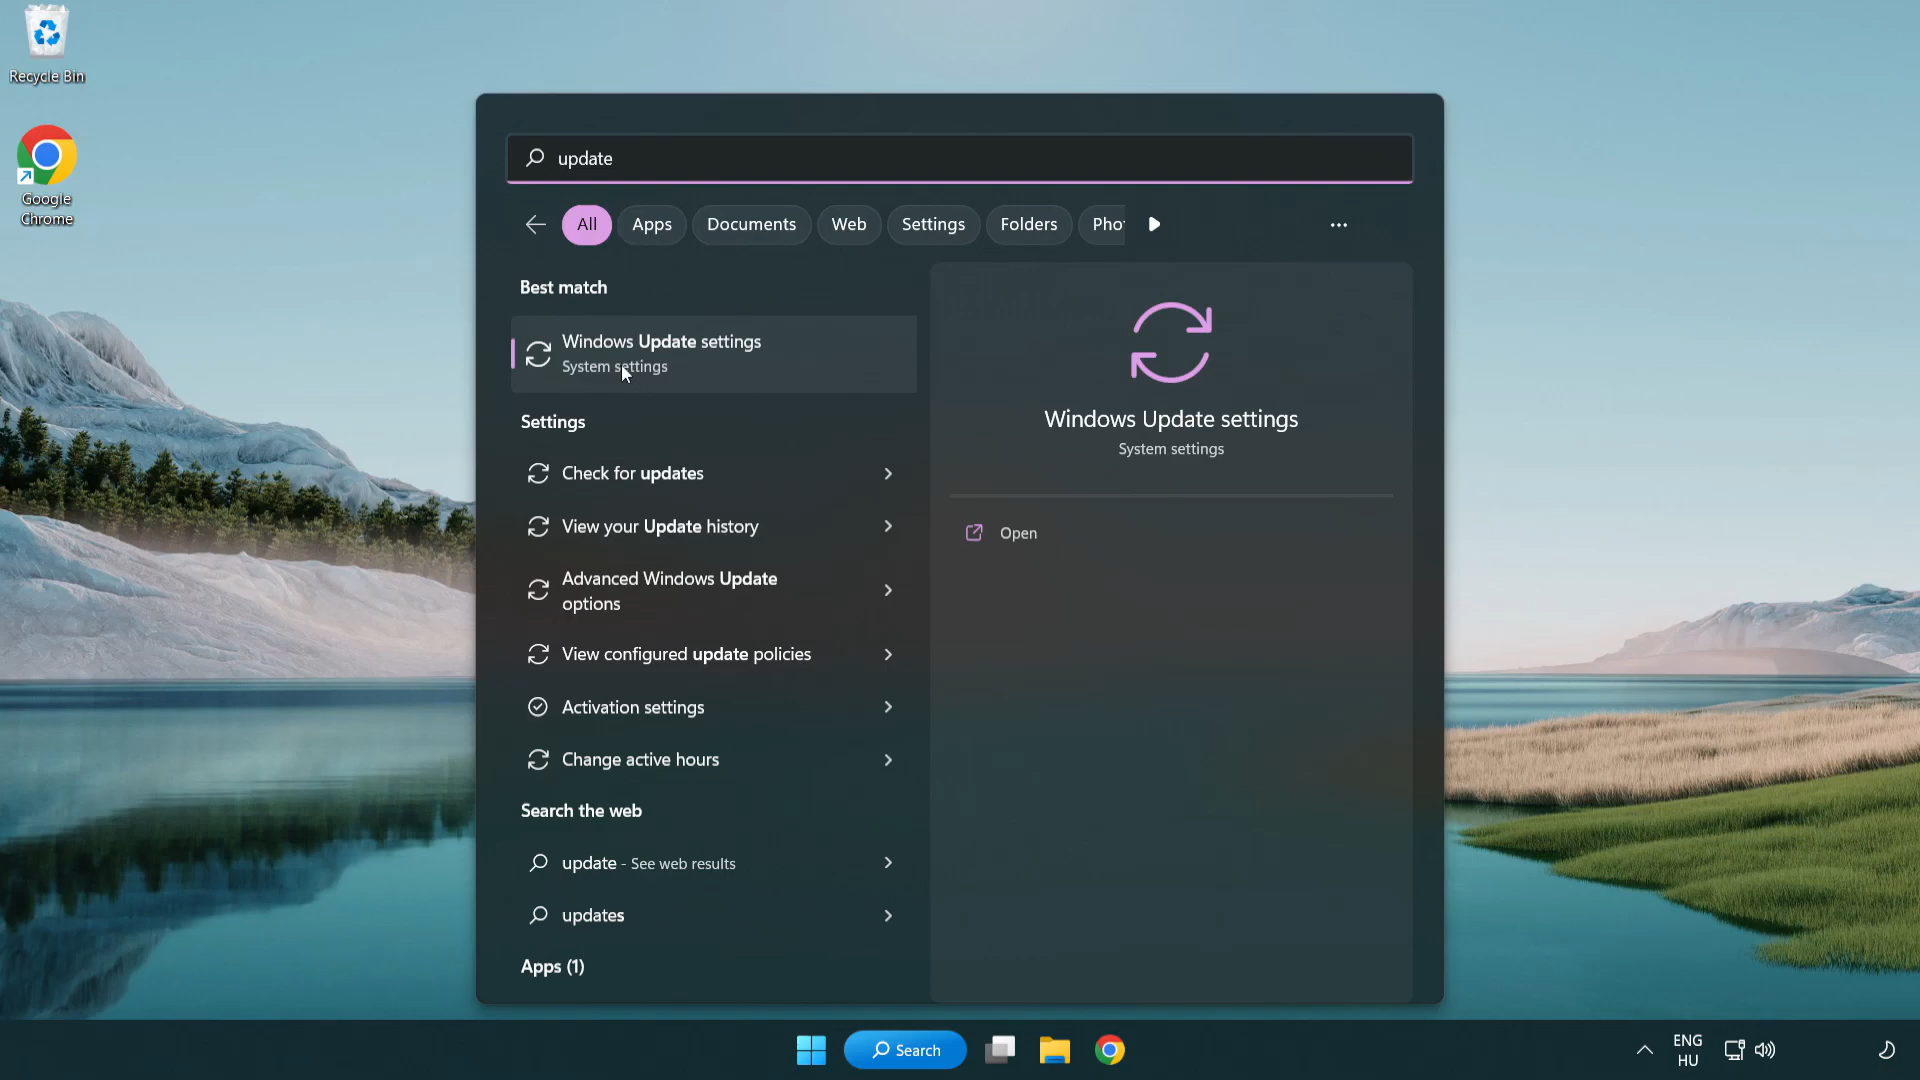 Recycle Bin
Google
Chrome
update
All
Apps
Documents
Web
Settings
Folders
Best match
Windows Update settings
System settings
Settings
Check for updates
View your Update history
Advanced Windows Update
options
View configured update policies
Activation settings
Change active hours
Search the web
update - See web results
updates
Apps (1)
Windows Update settings
System settings
Open
Search
ENG
HU